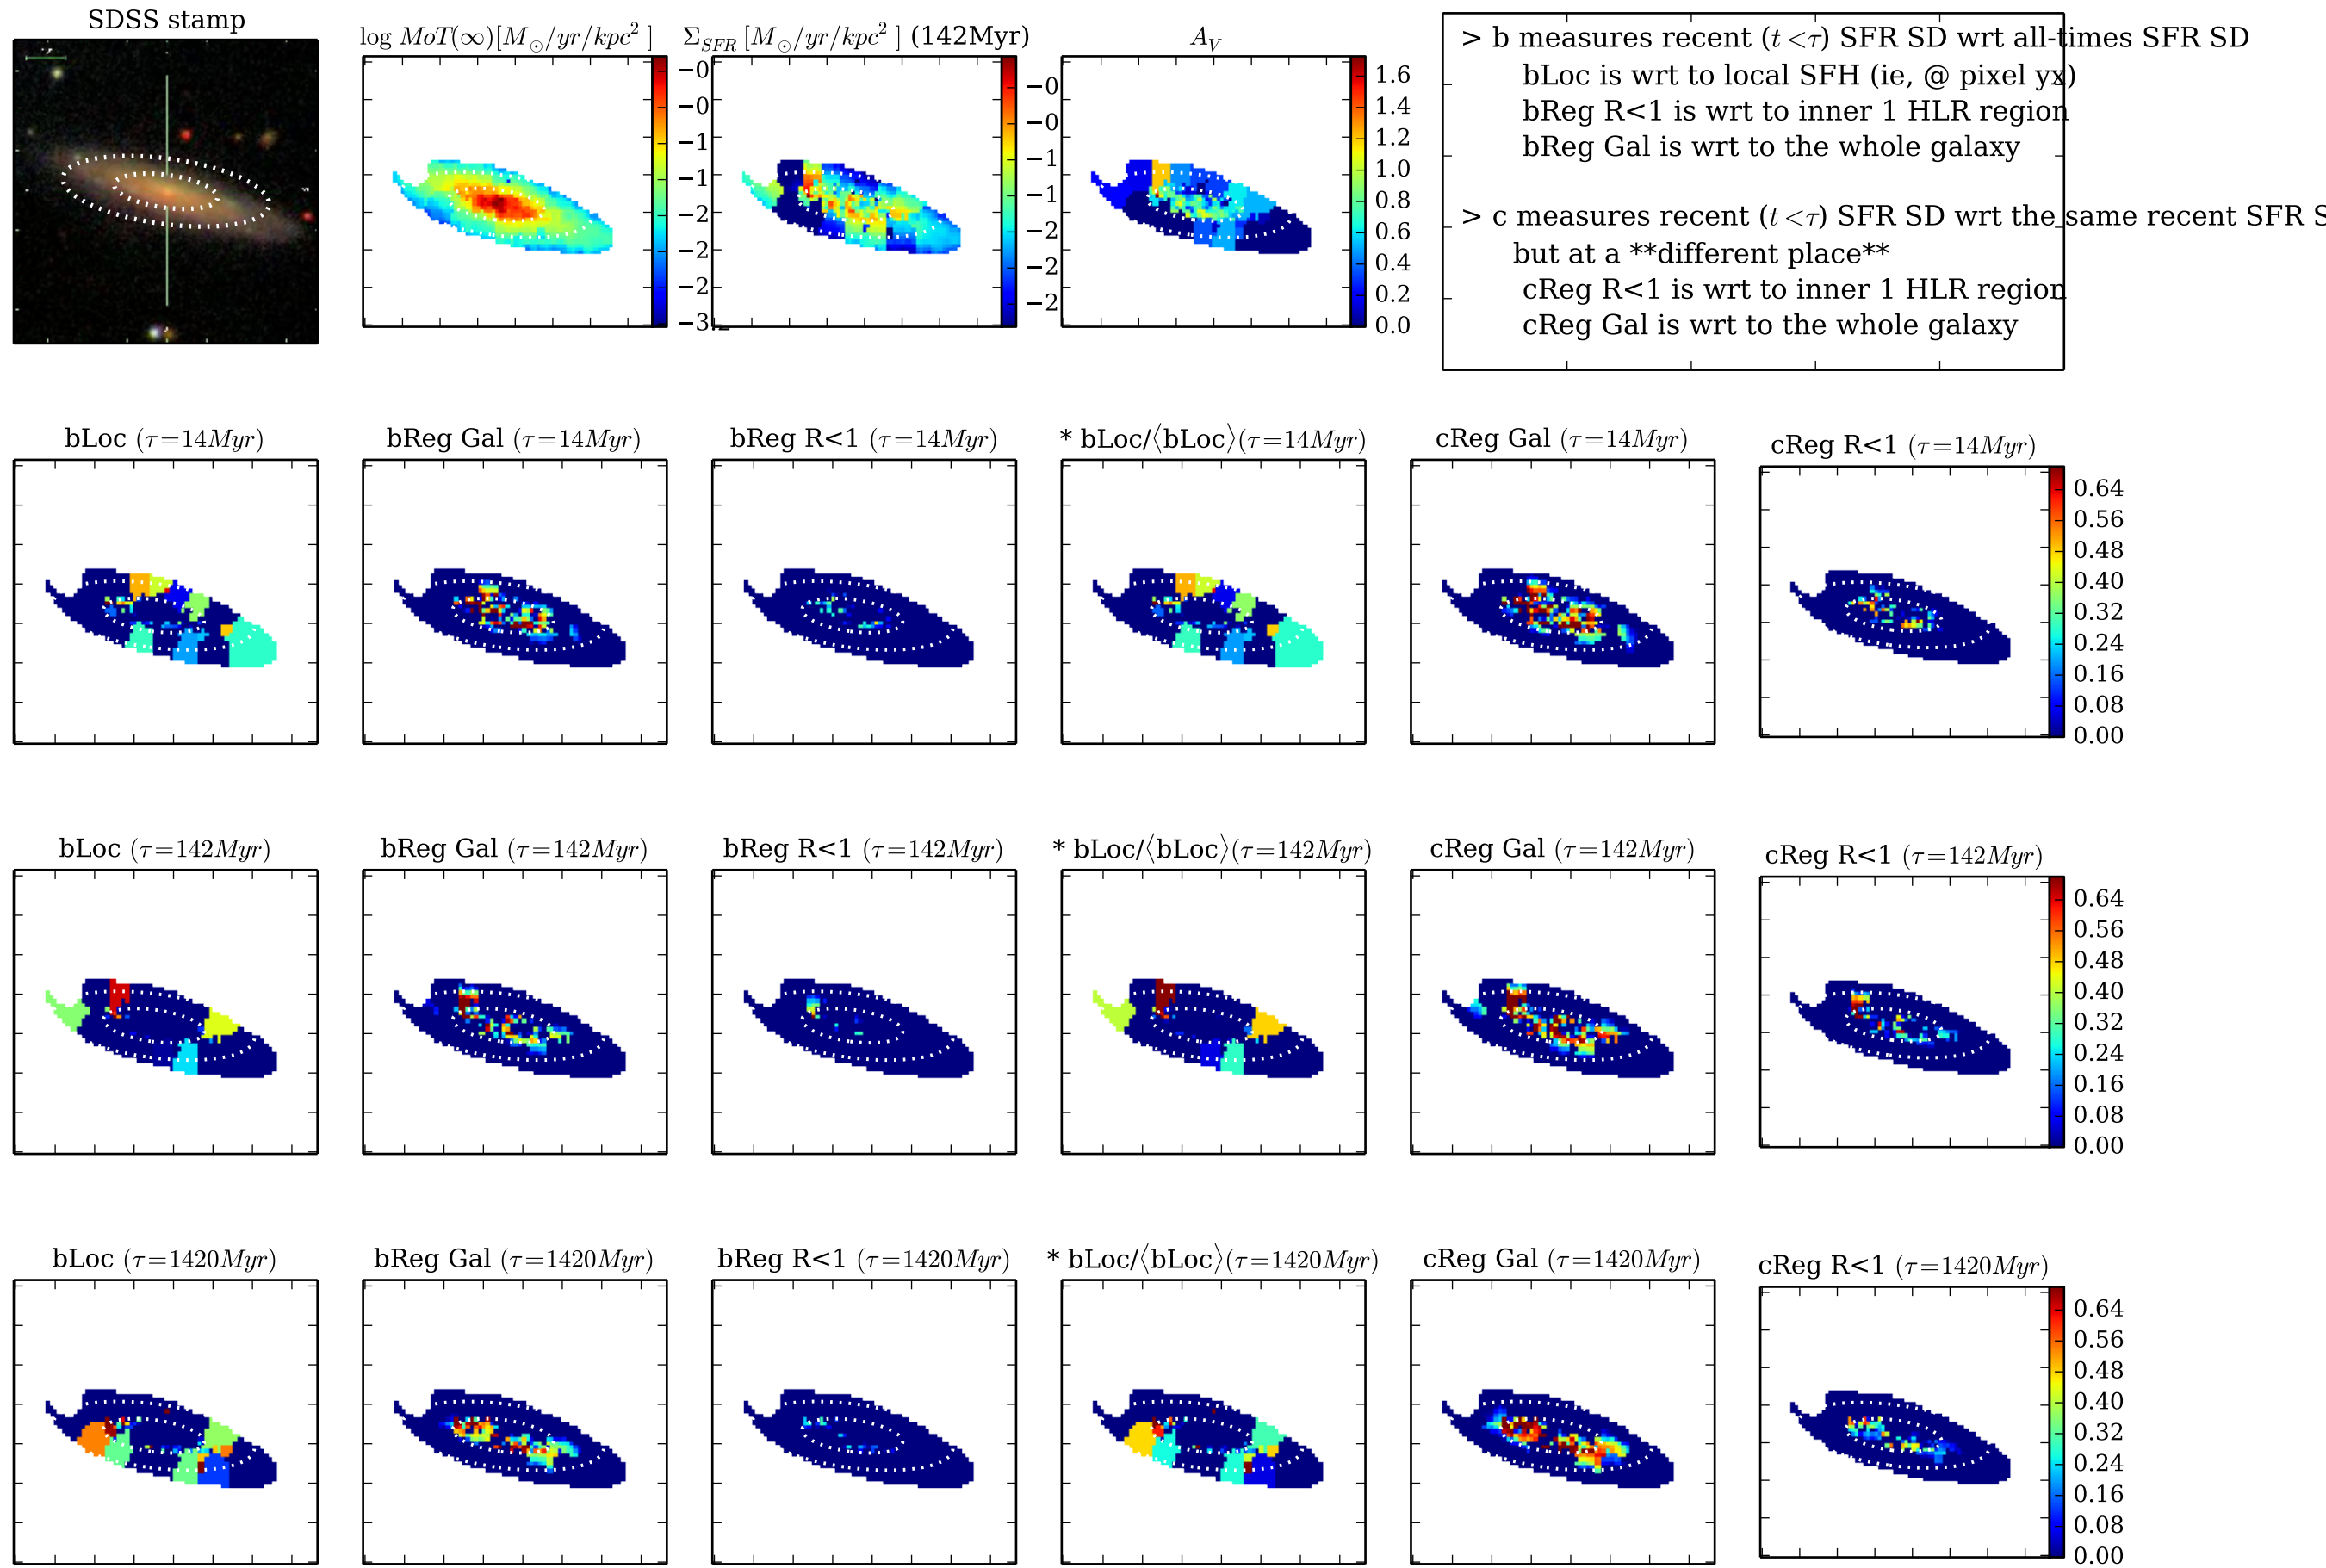 SDSS stamp
log MoT(∞)[M⊙/yr/kpc²]
Σ_SFR [M⊙/yr/kpc²] (142Myr)
A_V
−0
−0
−1
−1
−2
−2
−2
−3.2
−0
−0
−1
−1
−2
−2
−2
1.6
1.4
1.2
1.0
0.8
0.6
0.4
0.2
0.0
> b measures recent (t<τ) SFR SD wrt all-times SFR SD
bLoc is wrt to local SFH (ie, @ pixel yx)
bReg R<1 is wrt to inner 1 HLR region
bReg Gal is wrt to the whole galaxy
> c measures recent (t<τ) SFR SD wrt the same recent SFR S
but at a **different place**
cReg R<1 is wrt to inner 1 HLR region
cReg Gal is wrt to the whole galaxy
bLoc (τ=14Myr)
bReg Gal (τ=14Myr)
bReg R<1 (τ=14Myr)
* bLoc/⟨bLoc⟩(τ=14Myr)
cReg Gal (τ=14Myr)
cReg R<1 (τ=14Myr)
0.64
0.56
0.48
0.40
0.32
0.24
0.16
0.08
0.00
bLoc (τ=142Myr)
bReg Gal (τ=142Myr)
bReg R<1 (τ=142Myr)
* bLoc/⟨bLoc⟩(τ=142Myr)
cReg Gal (τ=142Myr)
cReg R<1 (τ=142Myr)
0.64
0.56
0.48
0.40
0.32
0.24
0.16
0.08
0.00
bLoc (τ=1420Myr)
bReg Gal (τ=1420Myr)
bReg R<1 (τ=1420Myr)
* bLoc/⟨bLoc⟩(τ=1420Myr)
cReg Gal (τ=1420Myr)
cReg R<1 (τ=1420Myr)
0.64
0.56
0.48
0.40
0.32
0.24
0.16
0.08
0.00